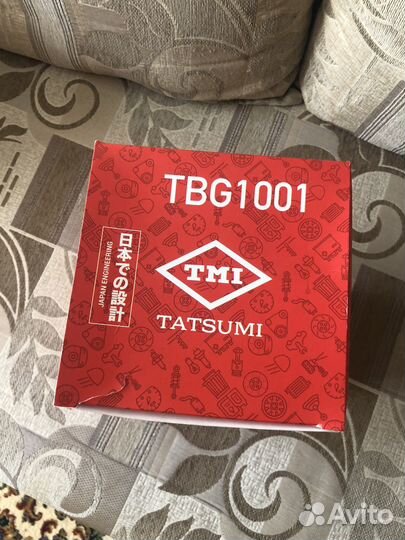 TBG1001
日本での設計
JAPAN ENGINEERING
TMI
TATSUMI
Avito